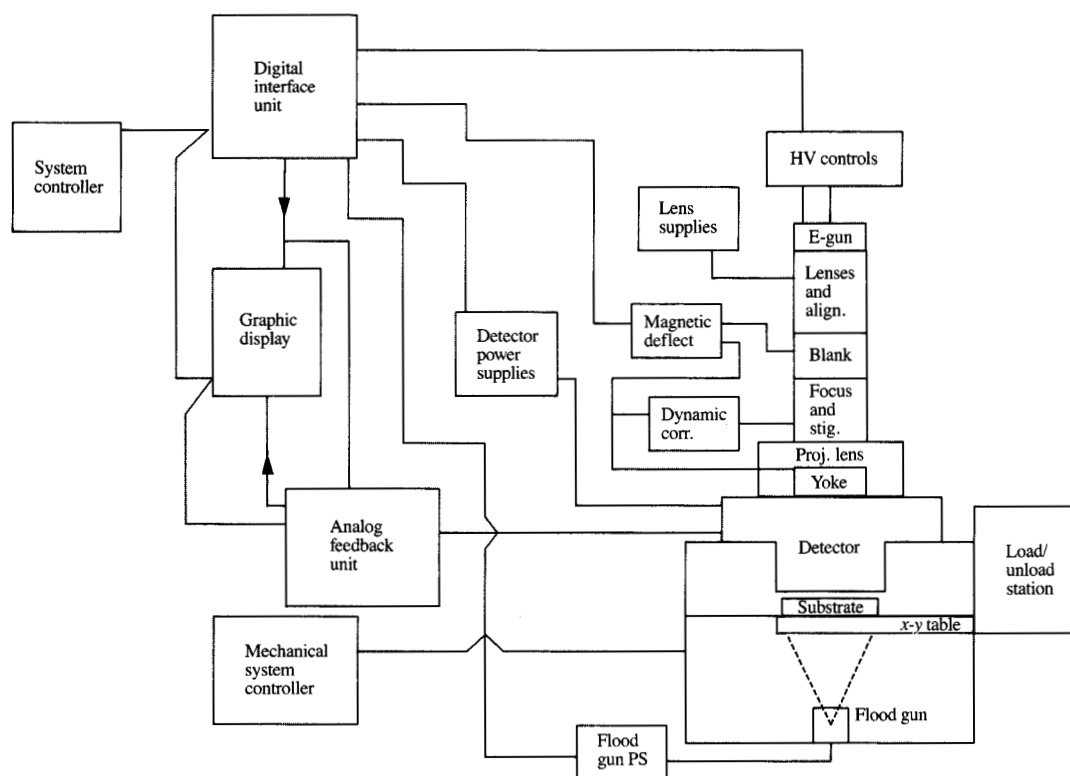 Digital
interface
unit
System
controller
HV controls
Lens
supplies
E-gun
Lenses
and
align.
Graphic
display
Detector
power
supplies
Magnetic
deflect
Blank
Dynamic
corr.
Focus
and
stig.
Proj. lens
Yoke
Analog
feedback
unit
Detector
Load/
unload
station
Substrate
x-y table
Mechanical
system
controller
Flood gun
Flood
gun PS